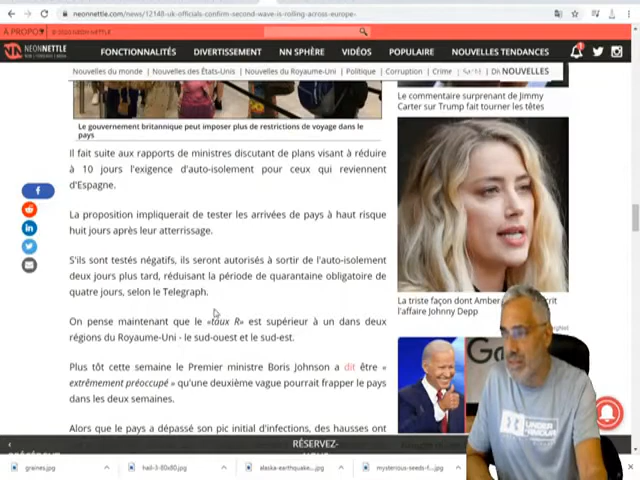 neonnettle.com/news/12148-uk-officials-confirm-second-wave-is-rolling-across-europe-
À PROPOS
© 2020 NEON NETTLE
NEONNETTLE
FONCTIONNALITÉS
DIVERTISSEMENT
NN SPHÈRE
VIDÉOS
POPULAIRE
NOUVELLES TENDANCES
Nouvelles du monde | Nouvelles des États-Unis | Nouvelles du Royaume-Uni | Politique | Corruption | Crime
NOUVELLES
Le gouvernement britannique peut imposer plus de restrictions de voyage dans le
pays
Il fait suite aux rapports de ministres discutant de plans visant à réduire
à 10 jours l'exigence d'auto-isolement pour ceux qui reviennent
d'Espagne.
La proposition impliquerait de tester les arrivées de pays à haut risque
huit jours après leur atterrissage.
S'ils sont testés négatifs, ils seront autorisés à sortir de l'auto-isolement
deux jours plus tard, réduisant la période de quarantaine obligatoire de
quatre jours, selon le Telegraph.
On pense maintenant que le «taux R» est supérieur à un dans deux
régions du Royaume-Uni - le sud-ouest et le sud-est.
Plus tôt cette semaine le Premier ministre Boris Johnson a dit être «
extrêmement préoccupé » qu'une deuxième vague pourrait frapper le pays
dans les deux semaines.
Alors que le pays a dépassé son pic initial d'infections, des hausses ont
Le commentaire surprenant de Jimmy
Carter sur Trump fait tourner les têtes
La triste façon dont Amber
l'affaire Johnny Depp
Go
UNDER ARMOUR
RÉSERVEZ-
graines.jpg
hail-3-80x80.jpg
alaska-earthquake....jpg
mysterious-seeds-f....jpg